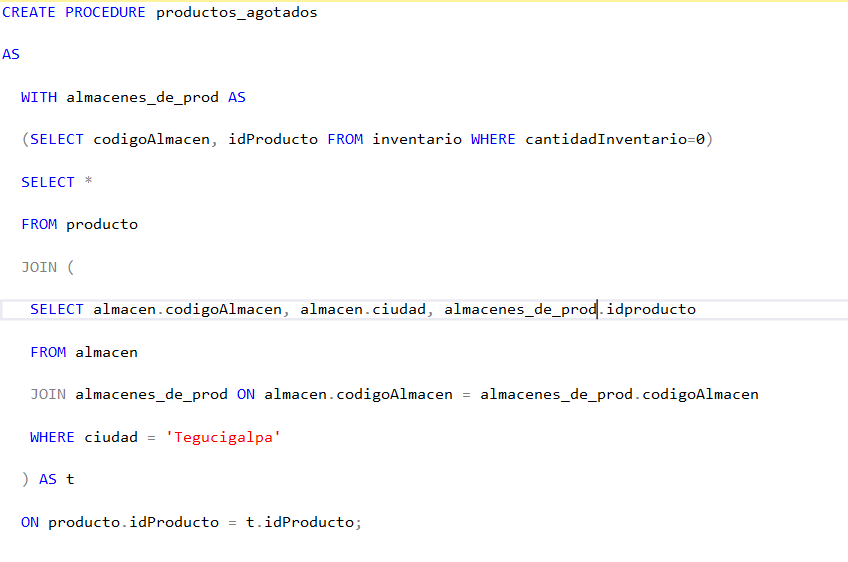 CREATE PROCEDURE productos_agotados
AS
WITH almacenes_de_prod AS
(SELECT codigoAlmacen, idProducto FROM inventario WHERE cantidadInventario=0)
SELECT *
FROM producto
JOIN (
SELECT almacen.codigoAlmacen, almacen.ciudad, almacenes_de_prod.idproducto
FROM almacen
JOIN almacenes_de_prod ON almacen.codigoAlmacen = almacenes_de_prod.codigoAlmacen
WHERE ciudad = 'Tegucigalpa'
) AS t
ON producto.idProducto = t.idProducto;